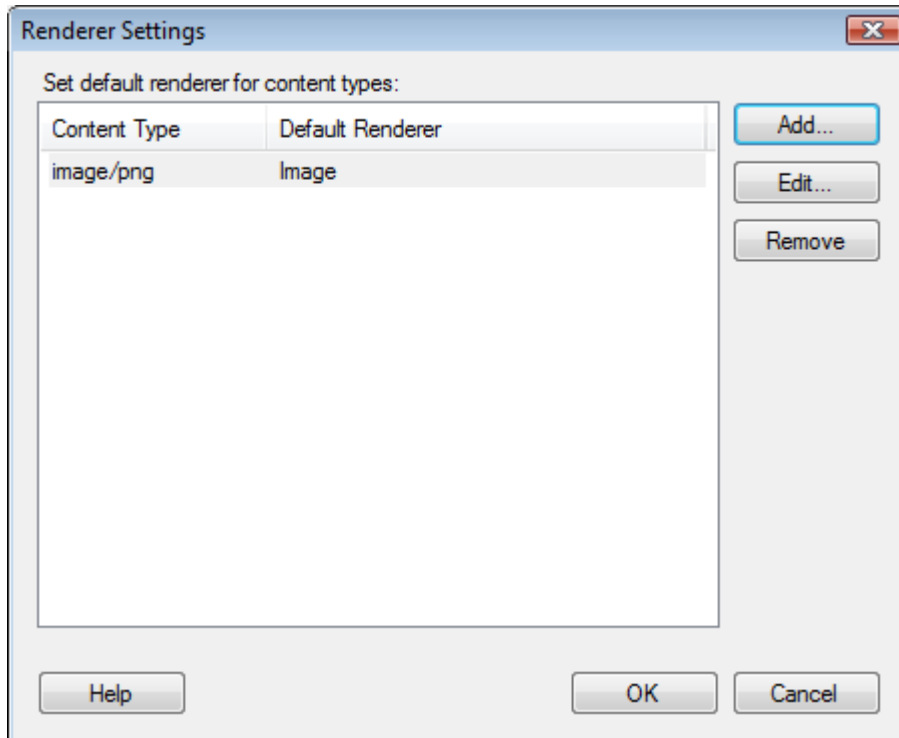 Renderer Settings
Set default renderer for content types:
Content Type Default Renderer
image/png Image
Add...
Edit...
Remove
Help OK Cancel